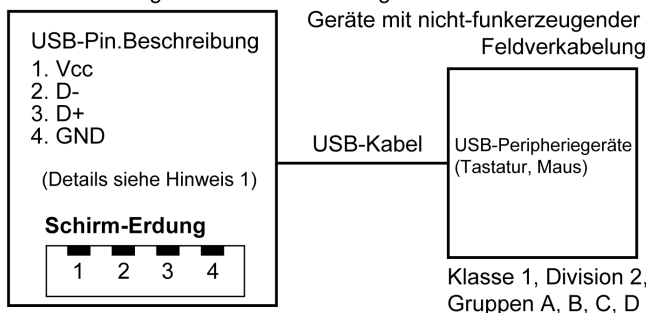 Geräte mit nicht-funkerzeugender
Feldverkabelung
USB-Pin.Beschreibung
1. Vcc
2. D-
3. D+
4. GND
(Details siehe Hinweis 1)
Schirm-Erdung
1 2 3 4
USB-Kabel
USB-Peripheriegeräte
(Tastatur, Maus)
Klasse 1, Division 2,
Gruppen A, B, C, D